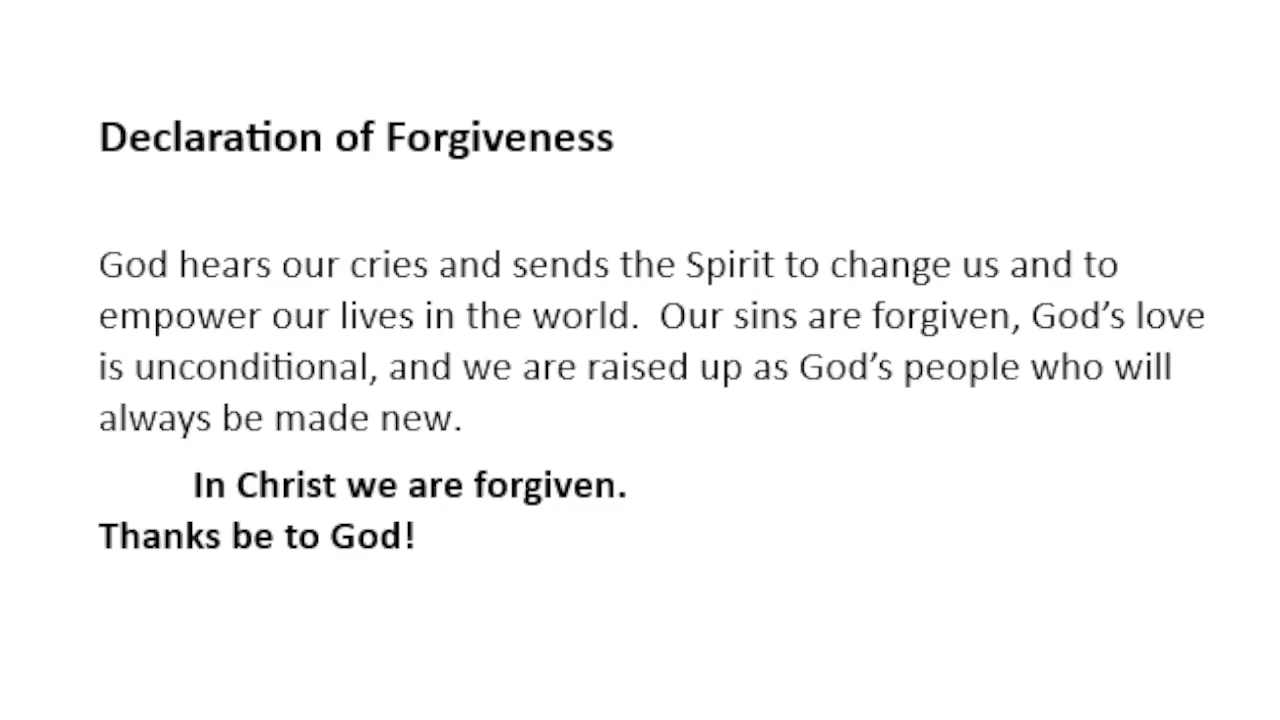 Declaration of Forgiveness
God hears our cries and sends the Spirit to change us and to
empower our lives in the world.  Our sins are forgiven, God’s love
is unconditional, and we are raised up as God’s people who will
always be made new.
In Christ we are forgiven.
Thanks be to God!